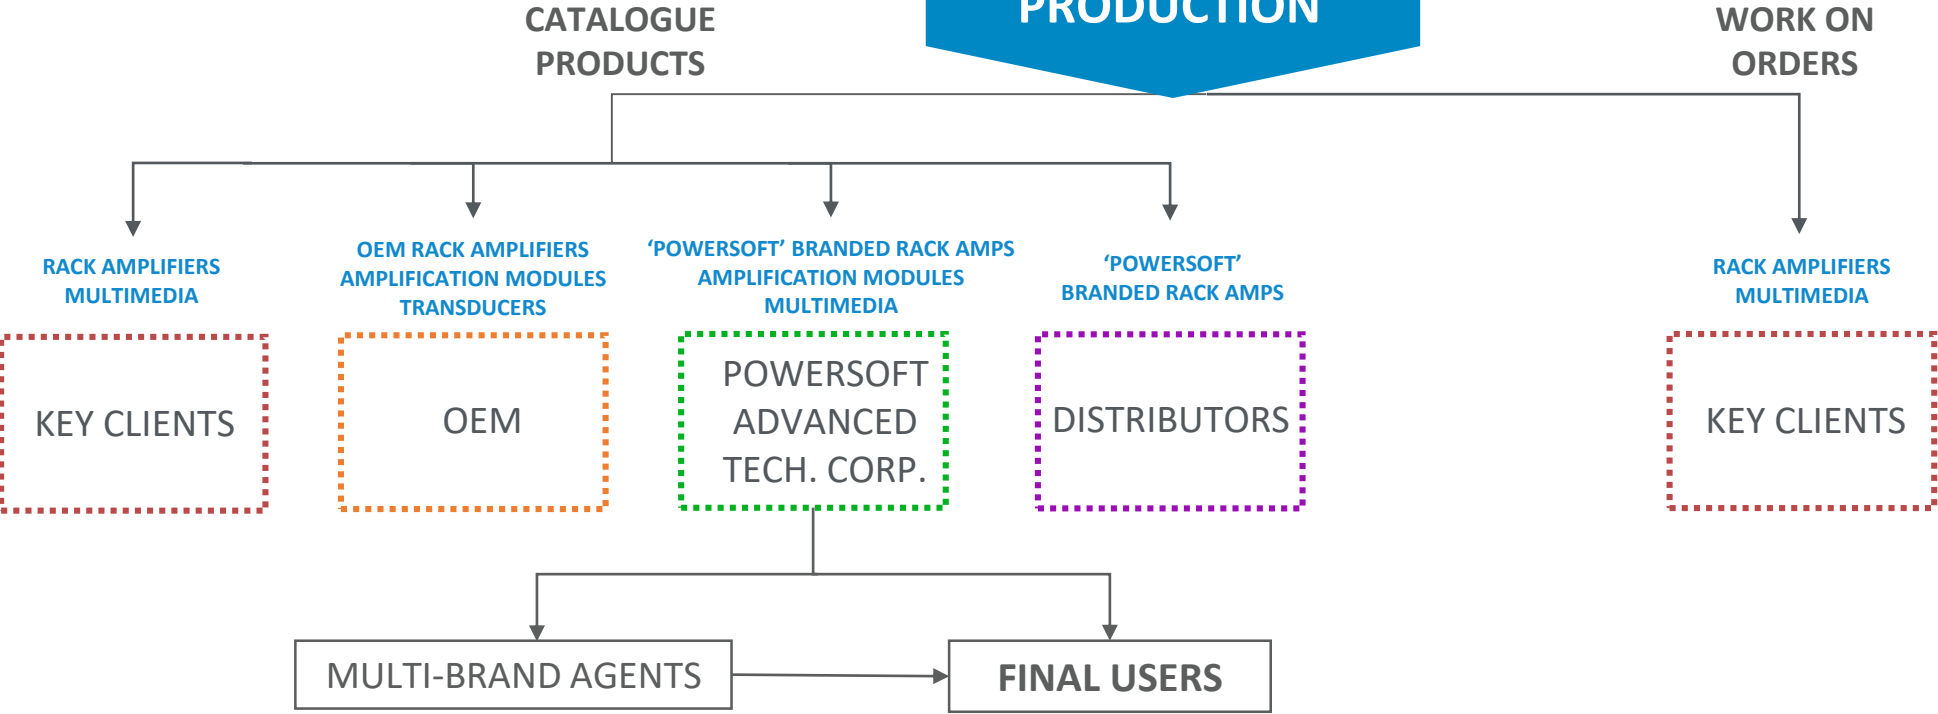 CATALOGUE
PRODUCTS
PRODUCTION
WORK ON
ORDERS
RACK AMPLIFIERS
MULTIMEDIA
OEM RACK AMPLIFIERS
AMPLIFICATION MODULES
TRANSDUCERS
‘POWERSOFT’ BRANDED RACK AMPS
AMPLIFICATION MODULES
MULTIMEDIA
‘POWERSOFT’
BRANDED RACK AMPS
RACK AMPLIFIERS
MULTIMEDIA
KEY CLIENTS
OEM
POWERSOFT
ADVANCED
TECH. CORP.
DISTRIBUTORS
KEY CLIENTS
MULTI-BRAND AGENTS
FINAL USERS